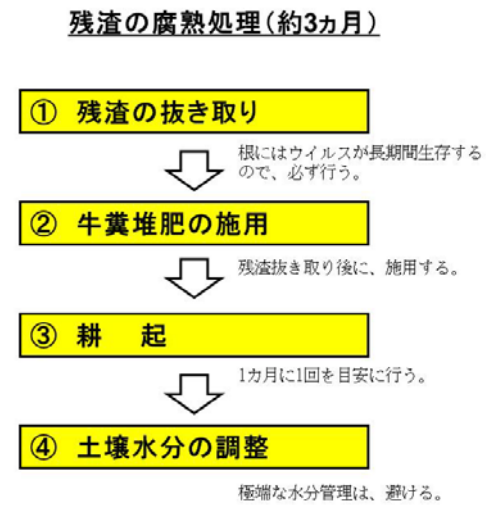 残渣の腐熟処理(約3ヵ月)
① 残渣の抜き取り
根にはウイルスが長期間生存する
ので、必ず行う。
② 牛糞堆肥の施用
残渣抜き取り後に、施用する。
③ 耕 起
1カ月に1回を目安に行う。
④ 土壌水分の調整
極端な水分管理は、避ける。